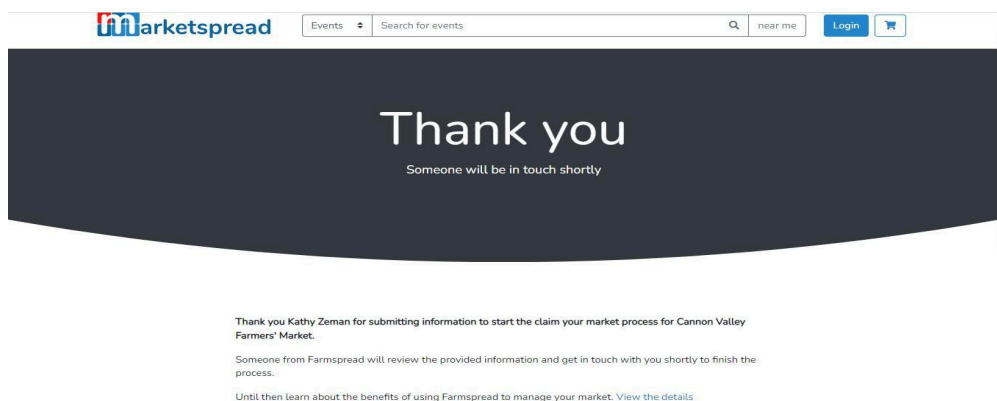 marketspread Events Search for events near me Login
Thank you
Someone will be in touch shortly
Thank you Kathy Zeman for submitting information to start the claim your market process for Cannon Valley
Farmers' Market.
Someone from Farmspread will review the provided information and get in touch with you shortly to finish the
process.
Until then learn about the benefits of using Farmspread to manage your market. View the details